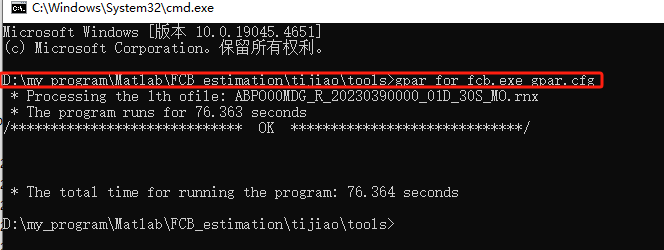 C:\Windows\System32\cmd.exe
Microsoft Windows [版本 10.0.19045.4651]
(c) Microsoft Corporation。保留所有权利。
D:\my_program\Matlab\FCB_estimation\tijiao\tools>gpar_for_fcb.exe gpar.cfg
* Processing the 1th ofile: ABPO00MDG_R_20230390000_01D_30S_MO.rnx
* The program runs for 76.363 seconds
/***************************** OK *****************************/
* The total time for running the program: 76.364 seconds
D:\my_program\Matlab\FCB_estimation\tijiao\tools>